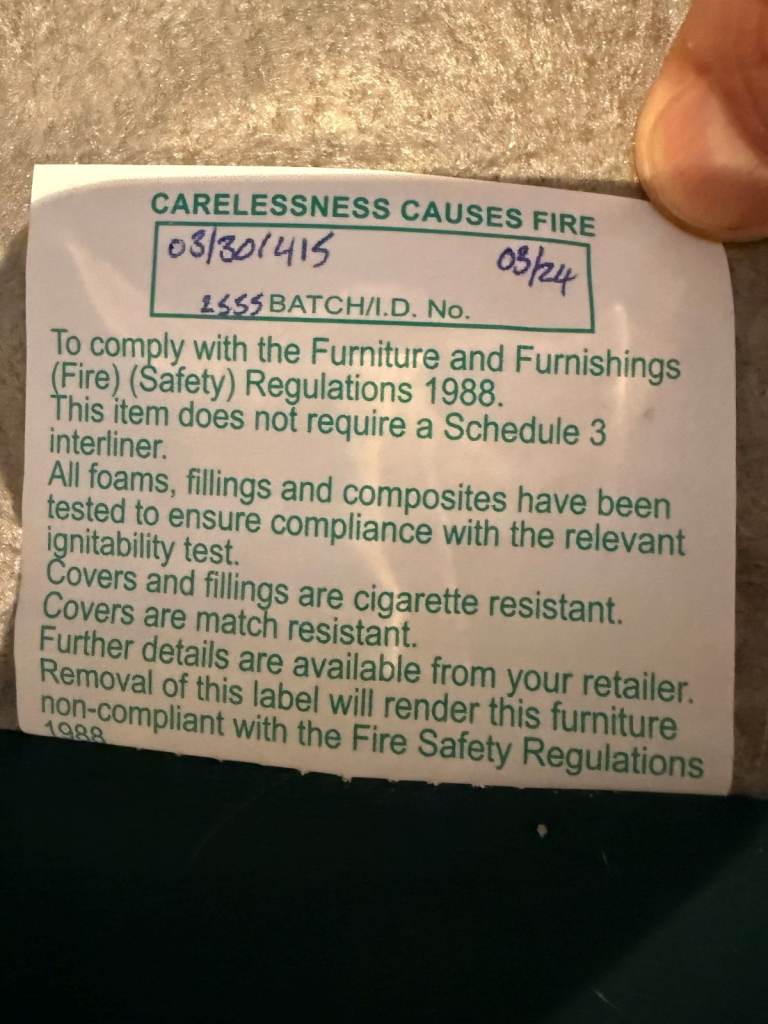 CARELESSNESS CAUSES FIRE
03/301415 03/24
2555 BATCH/I.D. No.
To comply with the Furniture and Furnishings
(Fire) (Safety) Regulations 1988.
This item does not require a Schedule 3
interliner.
All foams, fillings and composites have been
tested to ensure compliance with the relevant
ignitability test.
Covers and fillings are cigarette resistant.
Covers are match resistant.
Further details are available from your retailer.
Removal of this label will render this furniture
non-compliant with the Fire Safety Regulations
1988